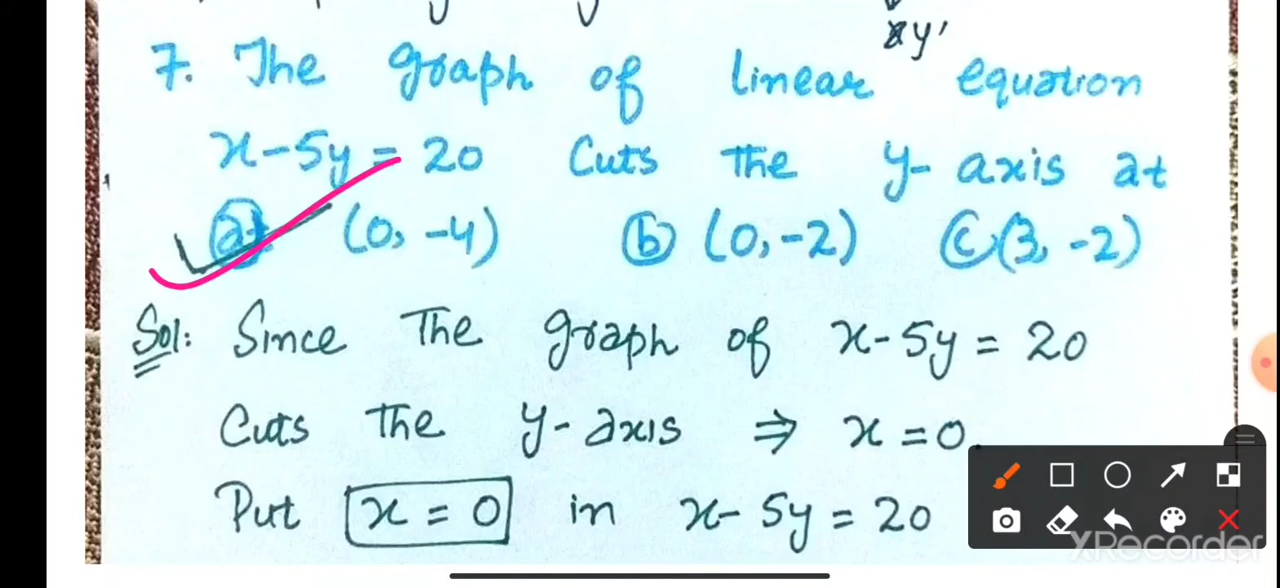 xy'
7. The graph of linear equation
x-5y = 20 Cuts the y-axis at
(0, -4) ⓑ (0, -2) ⓒ (3, -2)
Sol: Since The graph of x-5y = 20
Cuts the y-axis ⇒ x = 0.
Put x = 0 in x-5y = 20
XRecorder